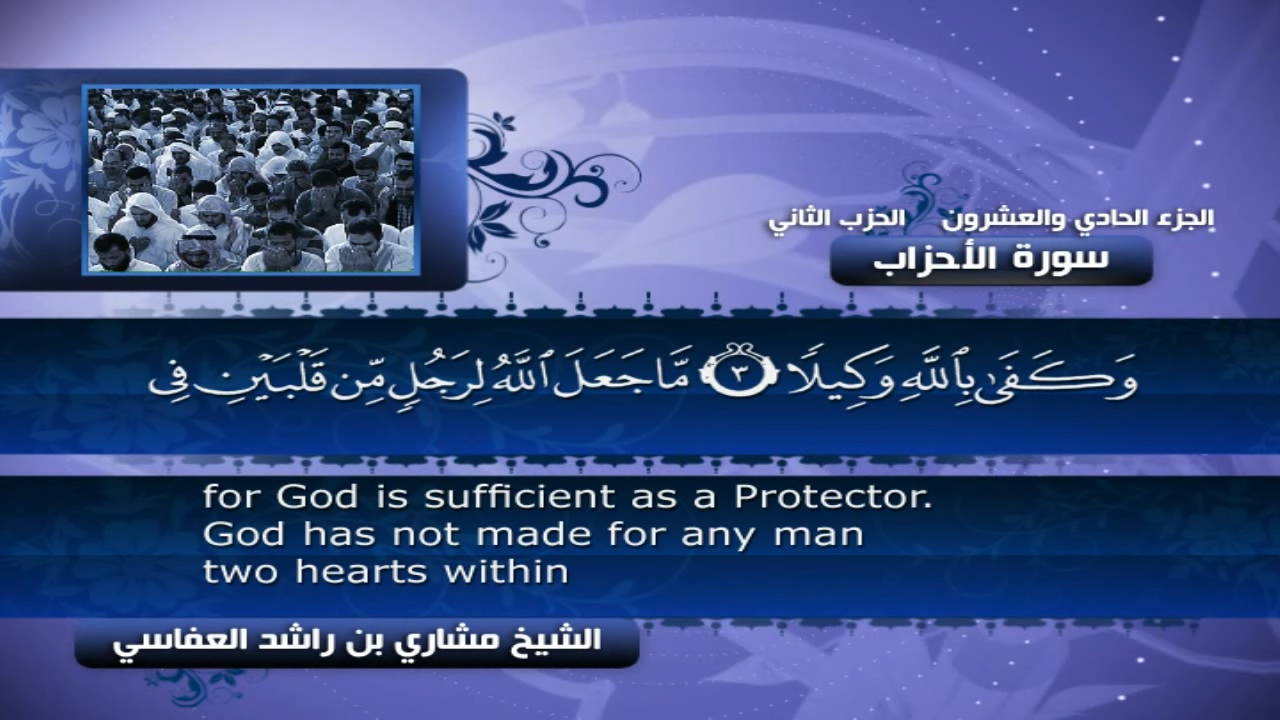 الجزء الحادي والعشرون الحزب الثاني
سورة الأحزاب
وَكَفَىٰ بِٱللَّهِ وَكِيلًا ٣ مَّا جَعَلَ ٱللَّهُ لِرَجُلٍ مِّن قَلْبَيْنِ فِى
for God is sufficient as a Protector.
God has not made for any man
two hearts within
الشيخ مشاري بن راشد العفاسي